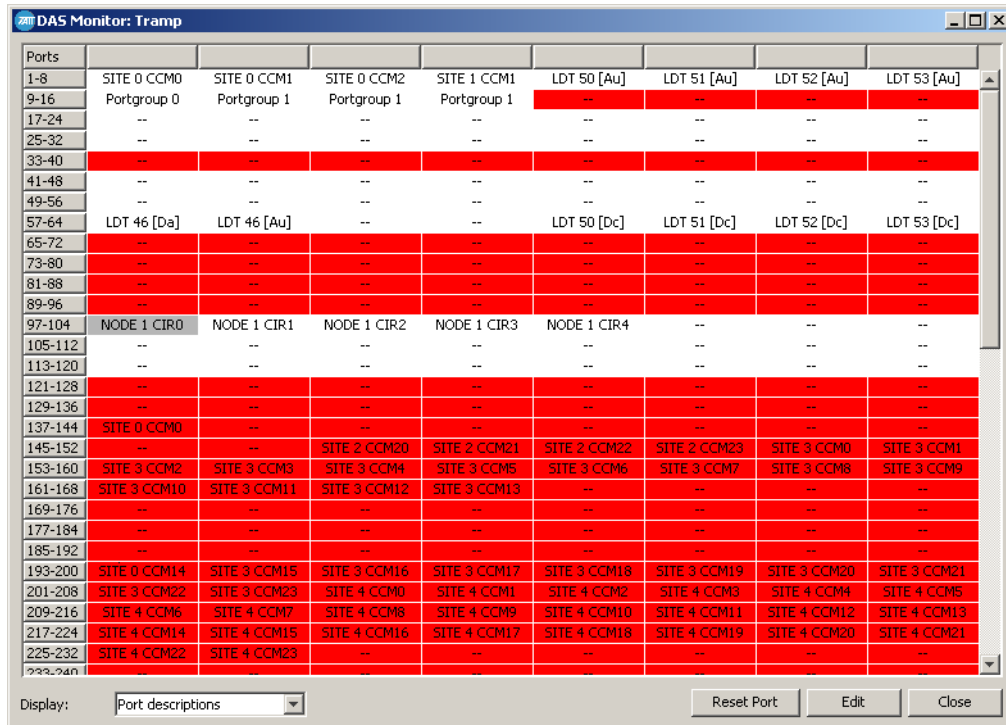 TAIT DAS Monitor: Tramp
Ports
1-8 SITE 0 CCM0 SITE 0 CCM1 SITE 0 CCM2 SITE 1 CCM1 LDT 50 [Au] LDT 51 [Au] LDT 52 [Au] LDT 53 [Au]
9-16 Portgroup 0 Portgroup 1 Portgroup 1 Portgroup 1 -- -- -- --
17-24 -- -- -- -- -- -- -- --
25-32 -- -- -- -- -- -- -- --
33-40 -- -- -- -- -- -- -- --
41-48 -- -- -- -- -- -- -- --
49-56 -- -- -- -- -- -- -- --
57-64 LDT 46 [Da] LDT 46 [Au] -- -- LDT 50 [Dc] LDT 51 [Dc] LDT 52 [Dc] LDT 53 [Dc]
65-72 -- -- -- -- -- -- -- --
73-80 -- -- -- -- -- -- -- --
81-88 -- -- -- -- -- -- -- --
89-96 -- -- -- -- -- -- -- --
97-104 NODE 1 CIR0 NODE 1 CIR1 NODE 1 CIR2 NODE 1 CIR3 NODE 1 CIR4 -- -- --
105-112 -- -- -- -- -- -- -- --
113-120 -- -- -- -- -- -- -- --
121-128 -- -- -- -- -- -- -- --
129-136 -- -- -- -- -- -- -- --
137-144 SITE 0 CCM0 -- -- -- -- -- -- --
145-152 -- -- SITE 2 CCM20 SITE 2 CCM21 SITE 2 CCM22 SITE 2 CCM23 SITE 3 CCM0 SITE 3 CCM1
153-160 SITE 3 CCM2 SITE 3 CCM3 SITE 3 CCM4 SITE 3 CCM5 SITE 3 CCM6 SITE 3 CCM7 SITE 3 CCM8 SITE 3 CCM9
161-168 SITE 3 CCM10 SITE 3 CCM11 SITE 3 CCM12 SITE 3 CCM13 -- -- -- --
169-176 -- -- -- -- -- -- -- --
177-184 -- -- -- -- -- -- -- --
185-192 -- -- -- -- -- -- -- --
193-200 SITE 0 CCM14 SITE 3 CCM15 SITE 3 CCM16 SITE 3 CCM17 SITE 3 CCM18 SITE 3 CCM19 SITE 3 CCM20 SITE 3 CCM21
201-208 SITE 3 CCM22 SITE 3 CCM23 SITE 4 CCM0 SITE 4 CCM1 SITE 4 CCM2 SITE 4 CCM3 SITE 4 CCM4 SITE 4 CCM5
209-216 SITE 4 CCM6 SITE 4 CCM7 SITE 4 CCM8 SITE 4 CCM9 SITE 4 CCM10 SITE 4 CCM11 SITE 4 CCM12 SITE 4 CCM13
217-224 SITE 4 CCM14 SITE 4 CCM15 SITE 4 CCM16 SITE 4 CCM17 SITE 4 CCM18 SITE 4 CCM19 SITE 4 CCM20 SITE 4 CCM21
225-232 SITE 4 CCM22 SITE 4 CCM23 -- -- -- -- -- --
233-240 -- -- -- -- -- -- -- --
Display: Port descriptions Reset Port Edit Close